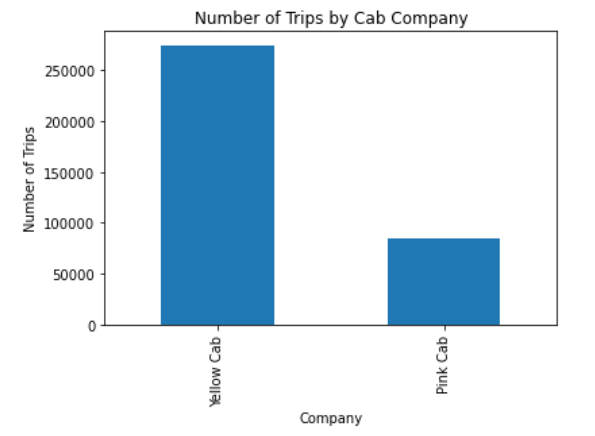 Number of Trips by Cab Company
Number of Trips
250000
200000
150000
100000
50000
0
Yellow Cab
Pink Cab
Company